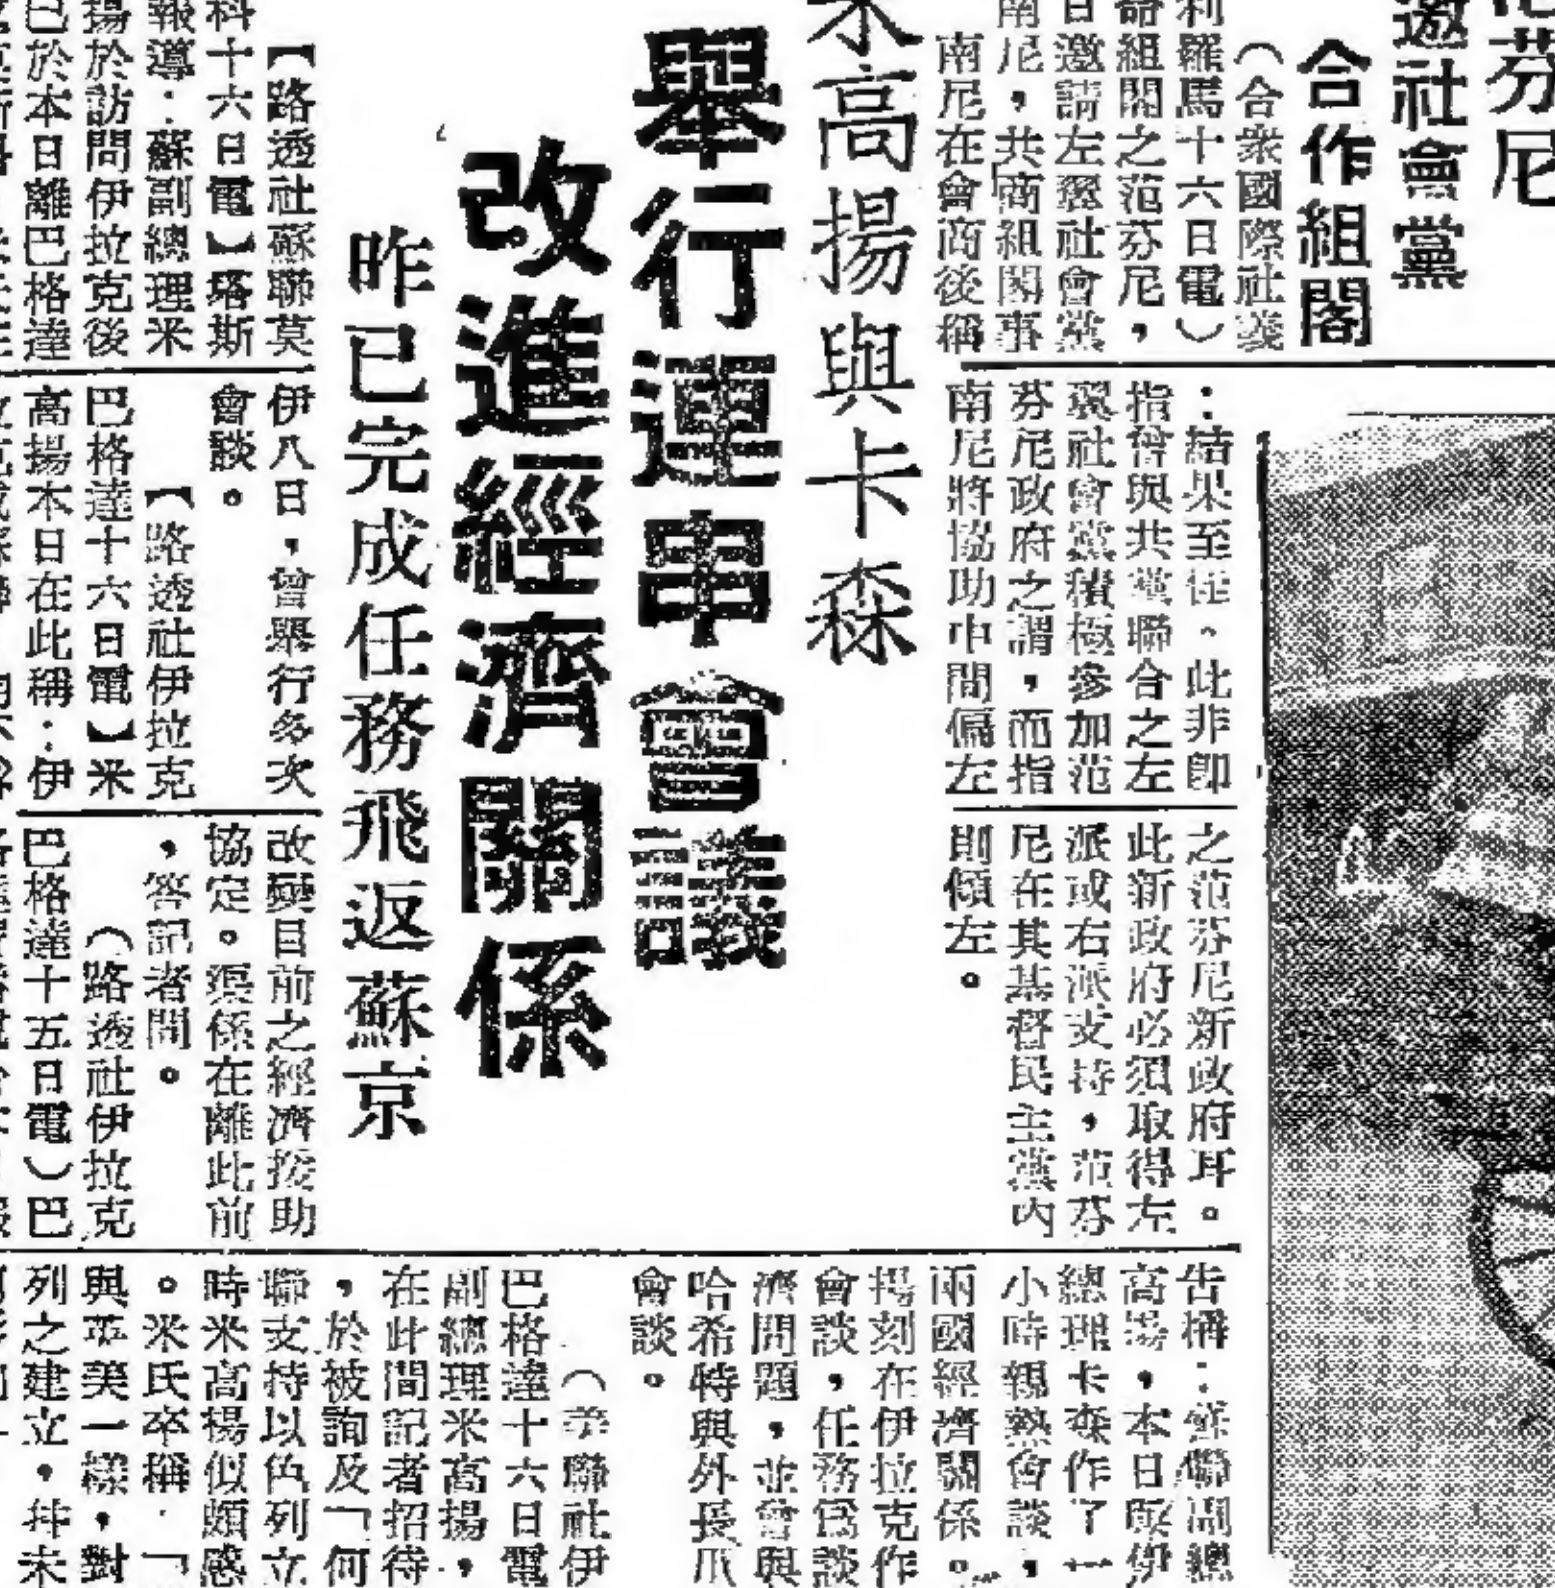 范芬尼
邀社會黨
合作組閣
（合衆國際社義
利羅馬十六日電）
奇組閣之范芬尼，
日邀請左翼社會黨
南尼，共商組閣事
南尼在會商後稱
：結果至佳。此非卽
指曾與共黨聯合之左
翼社會黨積極參加范
芬尼政府之謂，而指
南尼將協助中間偏左
之范芬尼新政府耳。
此新政府必須取得左
派或右派支持，范芬
尼在其基督民主黨內
則傾左。
米高揚與卡森
舉行連串會議
改進經濟關係
昨已完成任務飛返蘇京
【路透社蘇聯莫
科十六日電】塔斯
報導：蘇副總理米
揚於訪問伊拉克後
已於本日離巴格達
伊八日，曾舉行多次
會談。
【路透社伊拉克
巴格達十六日電】米
高揚本日在此稱：伊
改變目前之經濟援助
協定。渠係在離此前
，答記者問。
（路透社伊拉克
巴格達十五日電）巴
告稱：蘇聯副總
高揚，本日與伊
總理卡森作了一
小時親熱會談，
兩國經濟關係。
揚刻在伊拉克作
會談，任務爲談
濟問題，並會與
哈希特與外長爪
會談。
（美聯社伊
巴格達十六日電
副總理米高揚，
在此間記者招待
，於被詢及「何
聯支持以色列立
時米高揚似頗感
。米氏卒稱：「
與英美一樣，對
列之建立，幷未